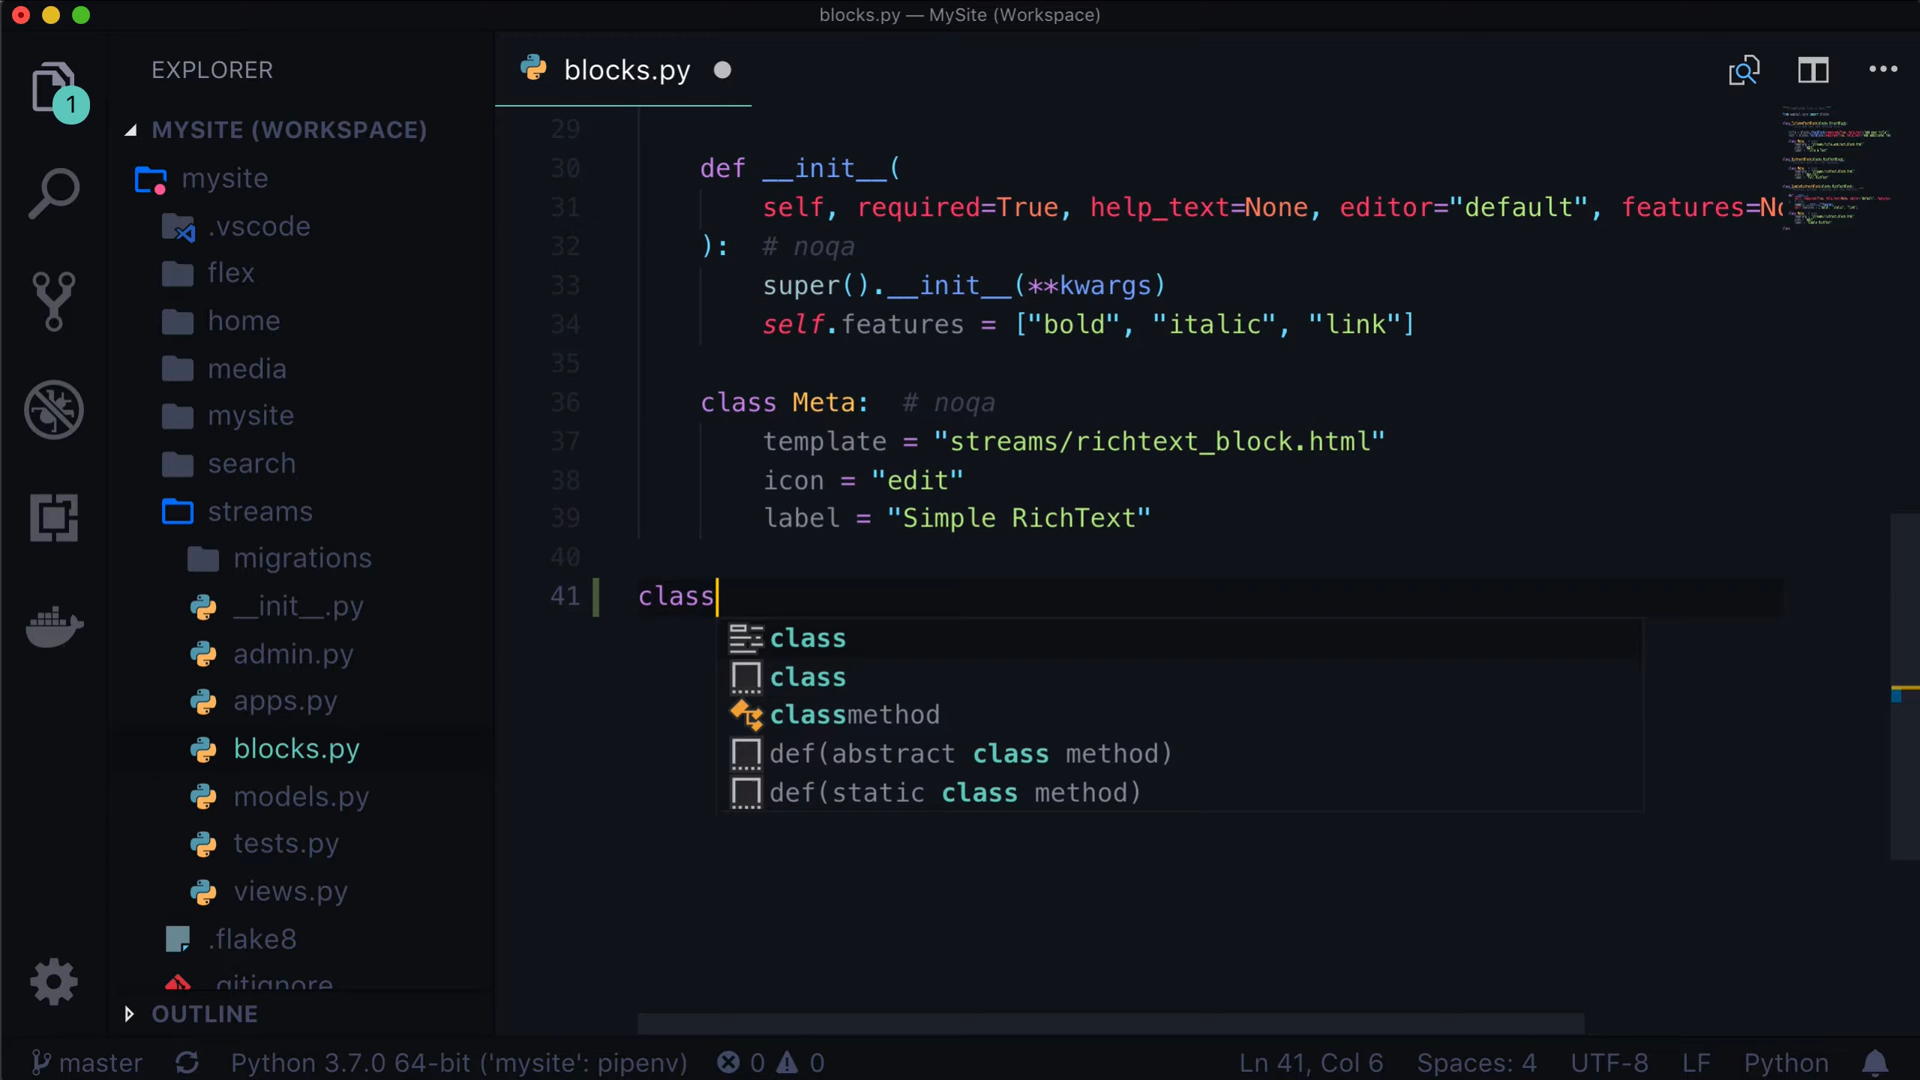 blocks.py — MySite (Workspace)
EXPLORER
1
MYSITE (WORKSPACE)
mysite
.vscode
flex
home
media
mysite
search
streams
migrations
__init__.py
admin.py
apps.py
blocks.py
models.py
tests.py
views.py
.flake8
.gitignore
OUTLINE
blocks.py
29
30 def __init__(
31 self, required=True, help_text=None, editor="default", features=No
32 ): # noqa
33 super().__init__(**kwargs)
34 self.features = ["bold", "italic", "link"]
35
36 class Meta: # noqa
37 template = "streams/richtext_block.html"
38 icon = "edit"
39 label = "Simple RichText"
40
41 class
class
class
classmethod
def(abstract class method)
def(static class method)
master Python 3.7.0 64-bit ('mysite': pipenv) 0 0 Ln 41, Col 6 Spaces: 4 UTF-8 LF Python